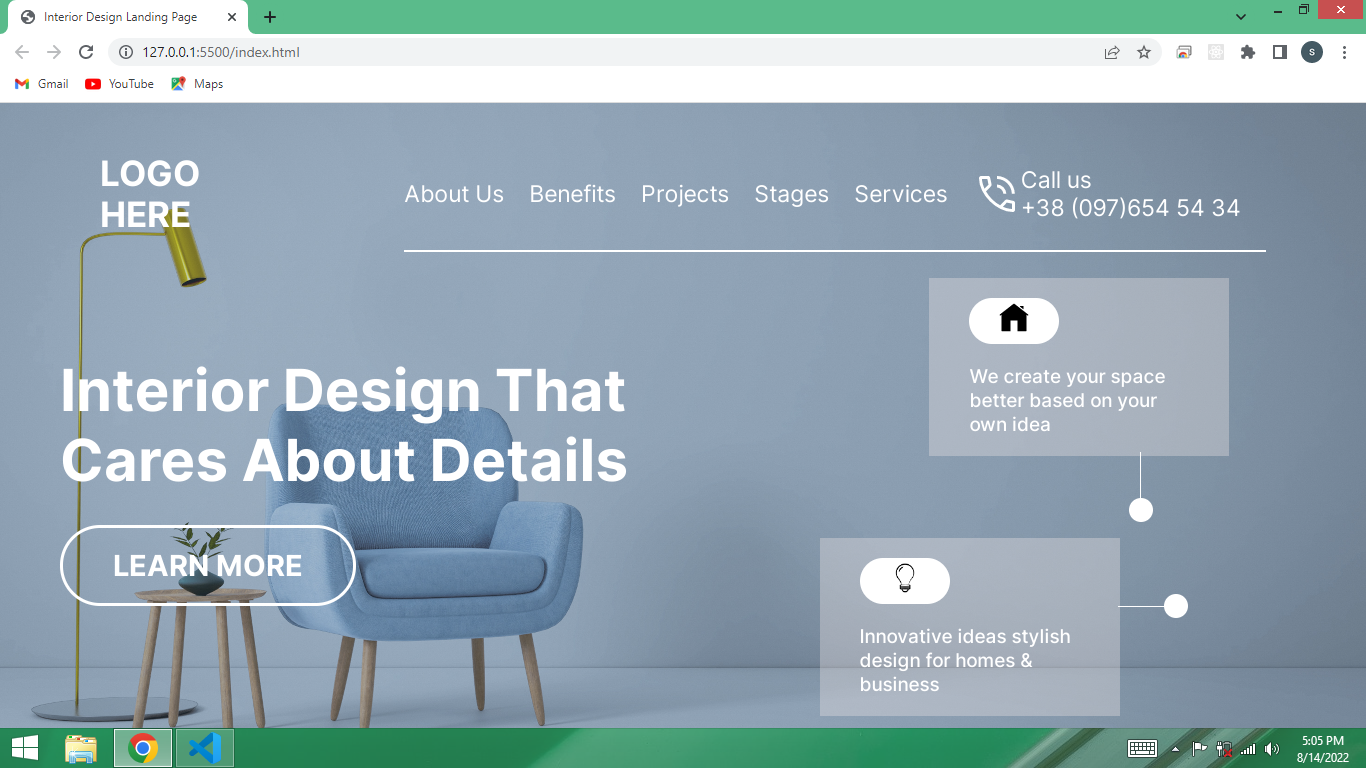 Interior Design Landing Page
127.0.0.1:5500/index.html
S
Gmail
YouTube
Maps
LOGO
HERE
About Us
Benefits
Projects
Stages
Services
Call us
+38 (097)654 54 34
We create your space
better based on your
own idea
Interior Design That
Cares About Details
LEARN MORE
Innovative ideas stylish
design for homes &
business
5:05 PM
8/14/2022